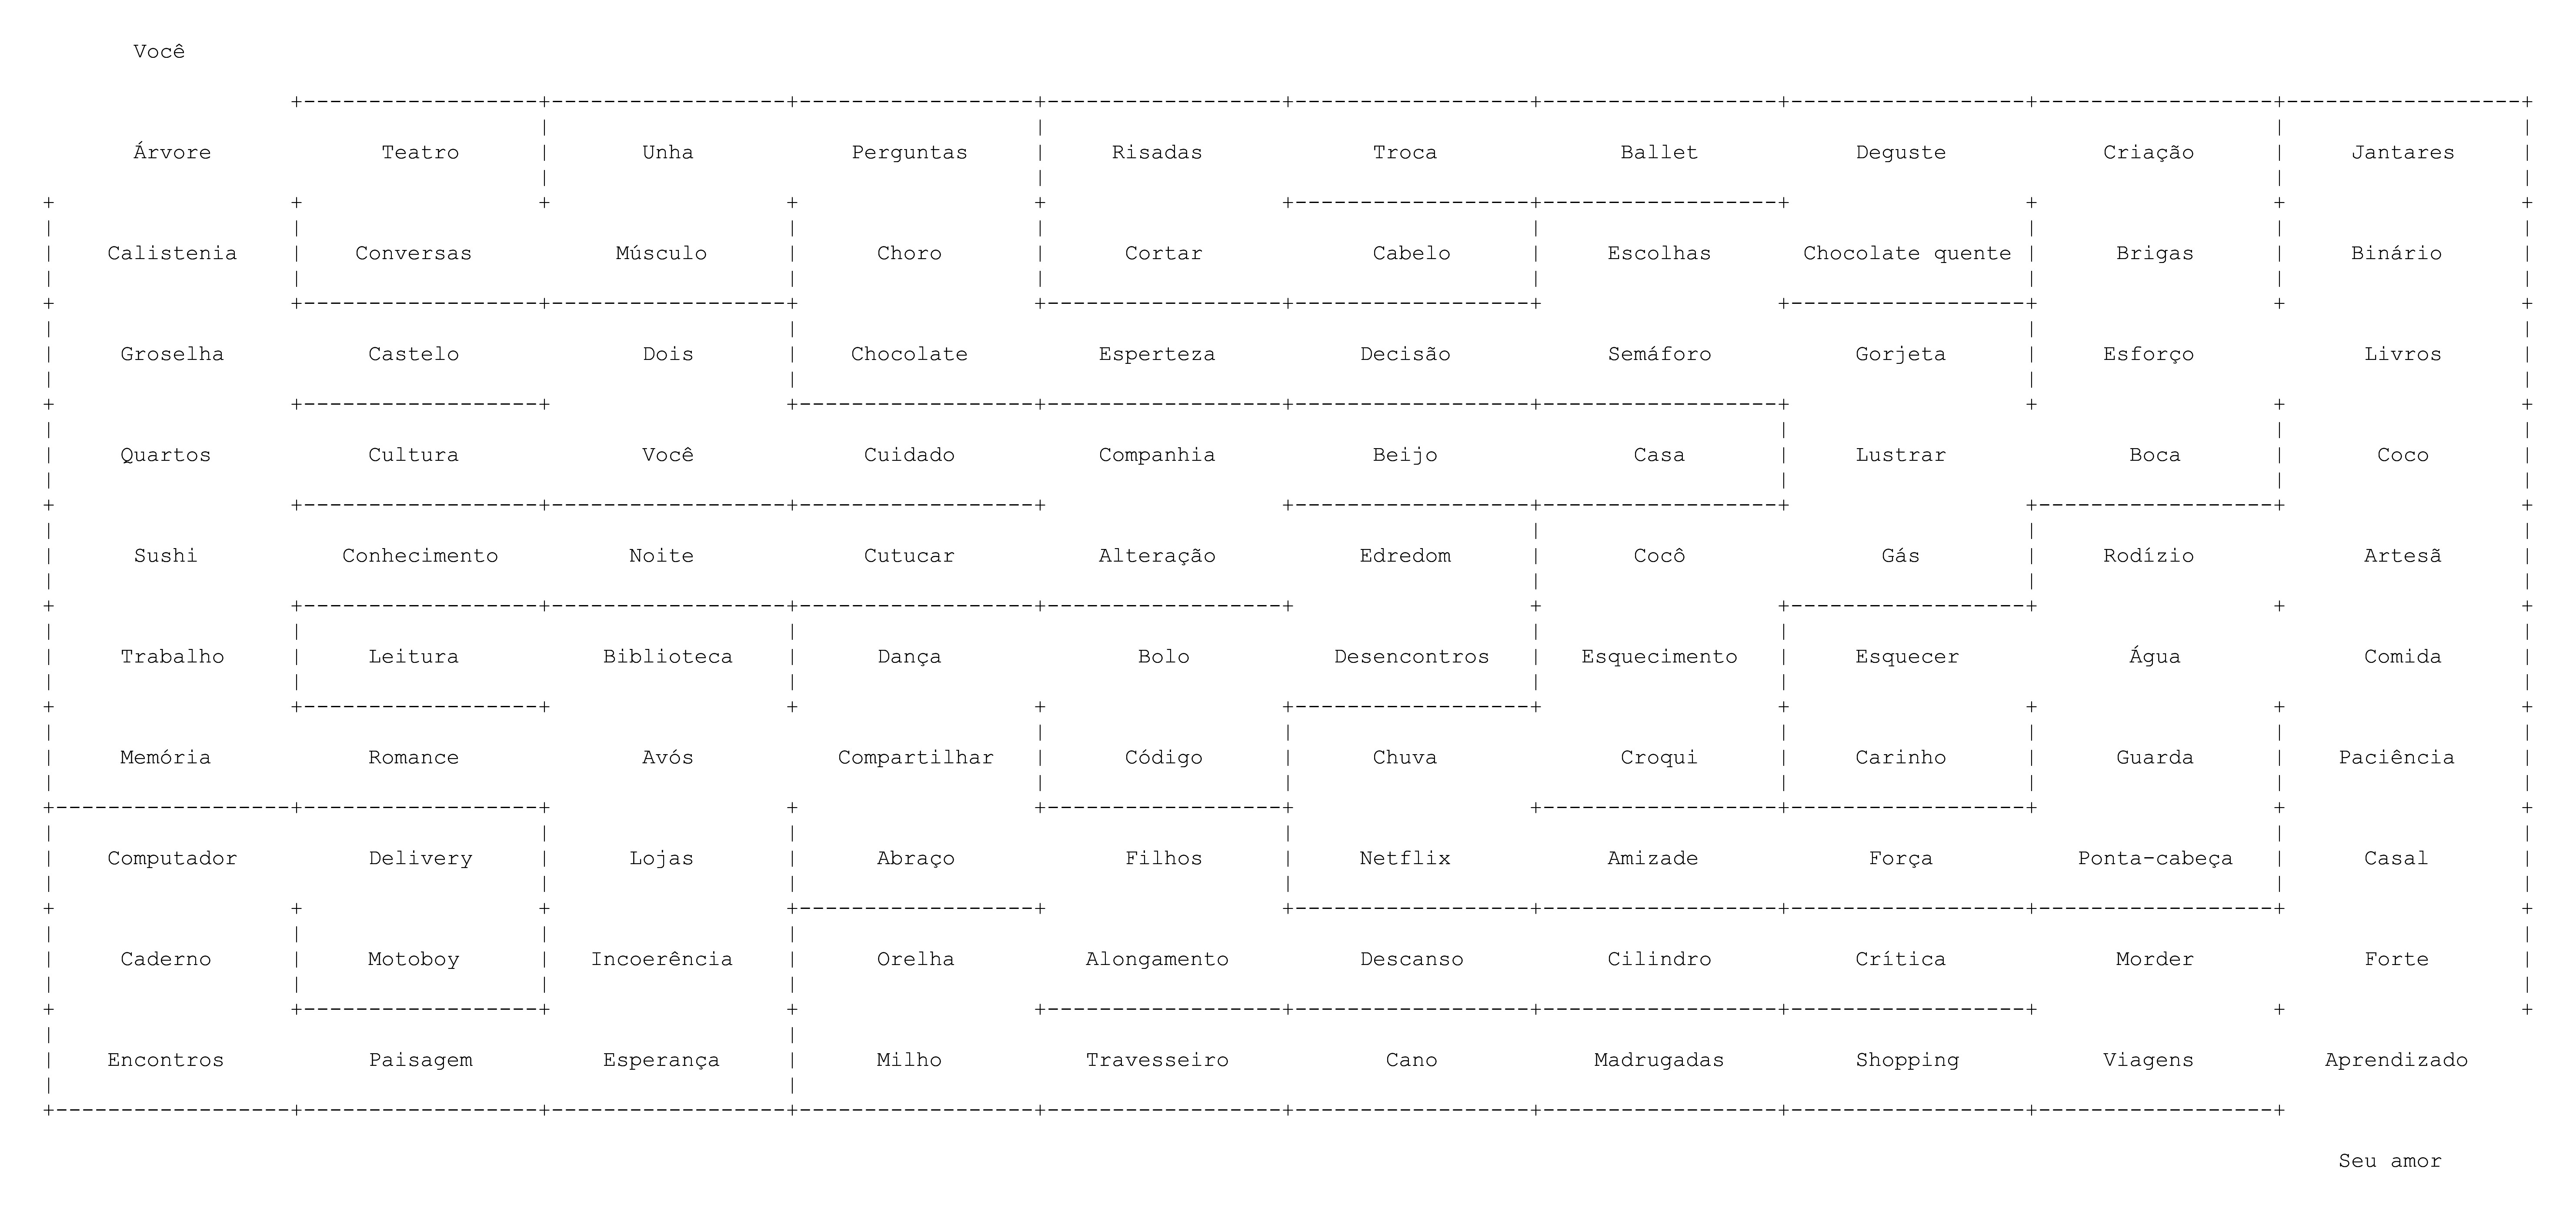 Você
Árvore Teatro Unha Perguntas Risadas Troca Ballet Deguste Criação Jantares
Calistenia Conversas Músculo Choro Cortar Cabelo Escolhas Chocolate quente Brigas Binário
Groselha Castelo Dois Chocolate Esperteza Decisão Semáforo Gorjeta Esforço Livros
Quartos Cultura Você Cuidado Companhia Beijo Casa Lustrar Boca Coco
Sushi Conhecimento Noite Cutucar Alteração Edredom Cocô Gás Rodízio Artesã
Trabalho Leitura Biblioteca Dança Bolo Desencontros Esquecimento Esquecer Água Comida
Memória Romance Avós Compartilhar Código Chuva Croqui Carinho Guarda Paciência
Computador Delivery Lojas Abraço Filhos Netflix Amizade Força Ponta-cabeça Casal
Caderno Motoboy Incoerência Orelha Alongamento Descanso Cilindro Crítica Morder Forte
Encontros Paisagem Esperança Milho Travesseiro Cano Madrugadas Shopping Viagens Aprendizado
Seu amor